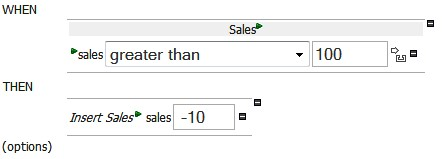 WHEN
Sales
sales greater than 100
THEN
Insert Sales sales -10
(options)